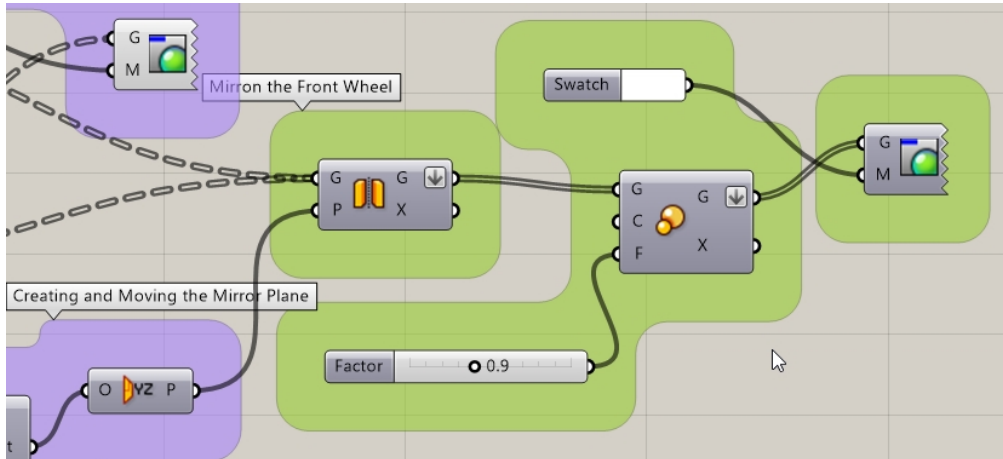 G
M
Mirron the Front Wheel
Swatch
G
M
G
G
P
X
G
G
C
F
X
Creating and Moving the Mirror Plane
Factor
0.9
O
YZ
P
t